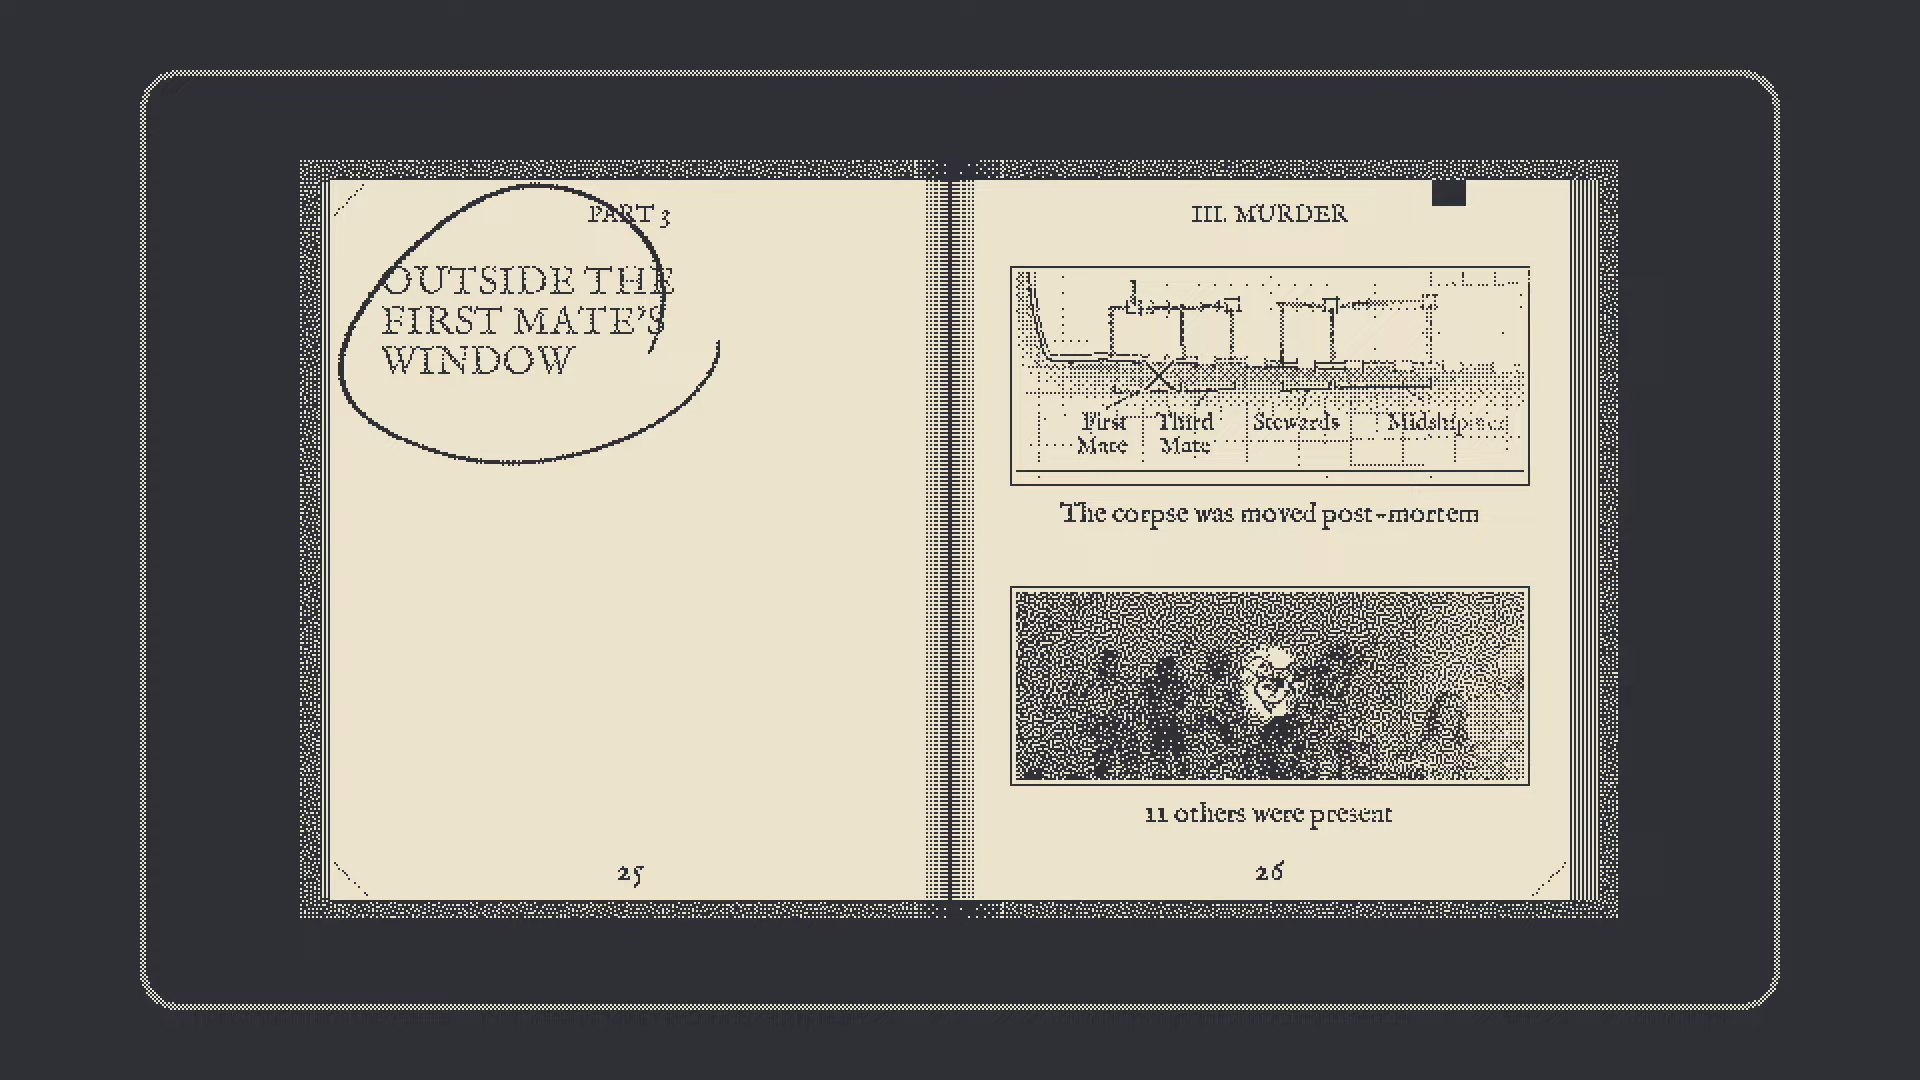 PART 3
OUTSIDE THE
FIRST MATE'S
WINDOW
25
III. MURDER
First Mate
Third Mate
Stewards
Midshipmen
The corpse was moved post-mortem
11 others were present
26